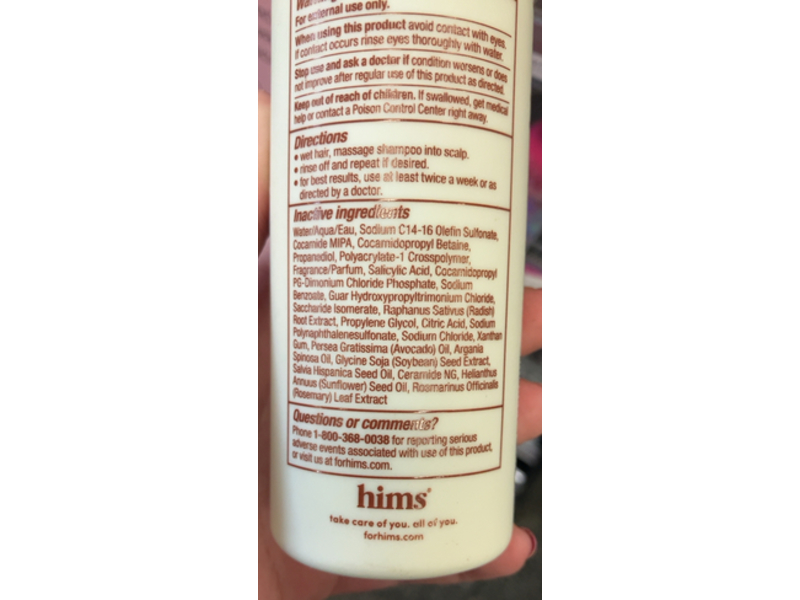 For external use only.
When using this product avoid contact with eyes.
If contact occurs rinse eyes thoroughly with water.
Stop use and ask a doctor if condition worsens or does
not improve after regular use of this product as directed.
Keep out of reach of children. If swallowed, get medical
help or contact a Poison Control Center right away.
Directions
• wet hair, massage shampoo into scalp.
• rinse off and repeat if desired.
• for best results, use at least twice a week or as
directed by a doctor.
Inactive ingredients
Water/Aqua/Eau, Sodium C14-16 Olefin Sulfonate,
Cocamide MIPA, Cocamidopropyl Betaine,
Propanediol, Polyacrylate-1 Crosspolymer,
Fragrance/Parfum, Salicylic Acid, Cocamidopropyl
PG-Dimonium Chloride Phosphate, Sodium
Benzoate, Guar Hydroxypropyltrimonium Chloride,
Saccharide Isomerate, Raphanus Sativus (Radish)
Root Extract, Propylene Glycol, Citric Acid, Sodium
Polynaphthalenesulfonate, Sodium Chloride, Xanthan
Gum, Persea Gratissima (Avocado) Oil, Argania
Spinosa Oil, Glycine Soja (Soybean) Seed Extract,
Salvia Hispanica Seed Oil, Ceramide NG, Helianthus
Annuus (Sunflower) Seed Oil, Rosmarinus Officinalis
(Rosemary) Leaf Extract
Questions or comments?
Phone 1-800-368-0038 for reporting serious
adverse events associated with use of this product,
or visit us at forhims.com.
hims
take care of you. all of you.
forhims.com